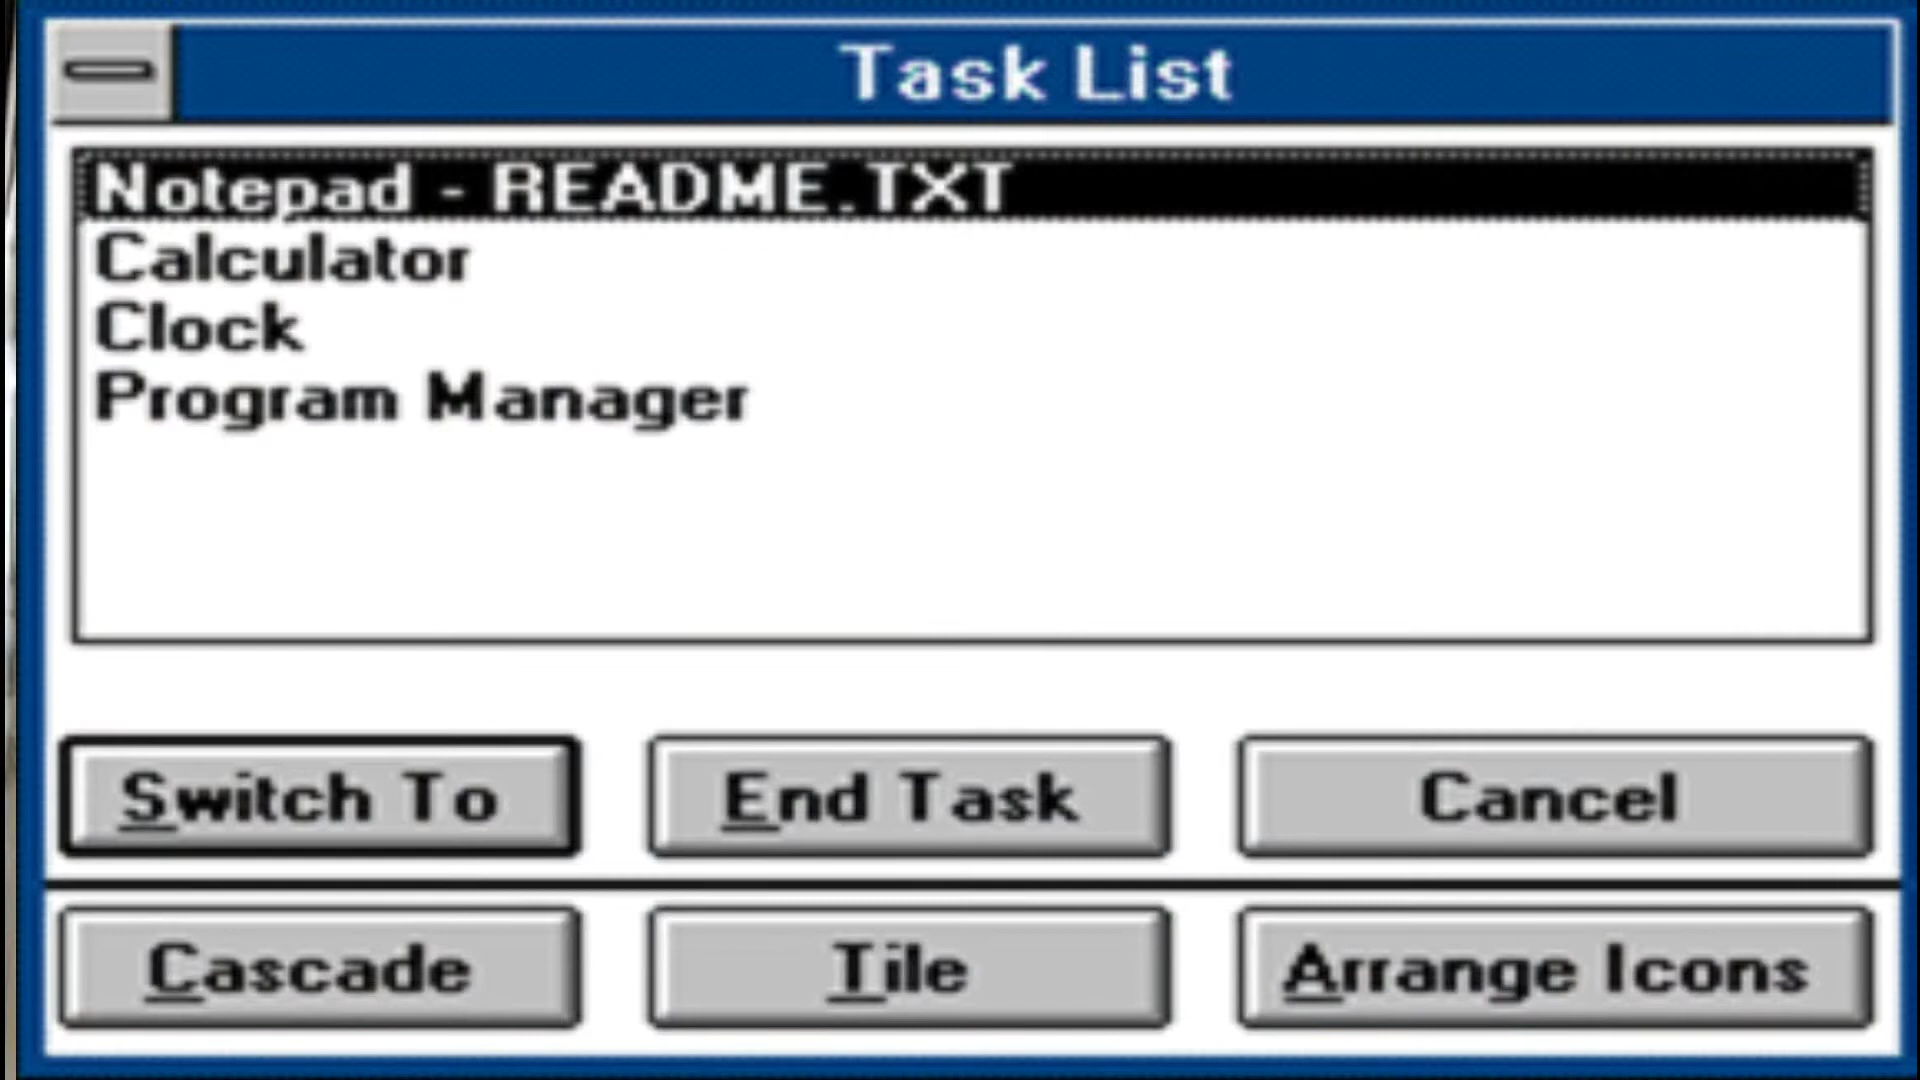 Task List
Notepad - README.TXT
Calculator
Clock
Program Manager
Switch To
End Task
Cancel
Cascade
Tile
Arrange Icons